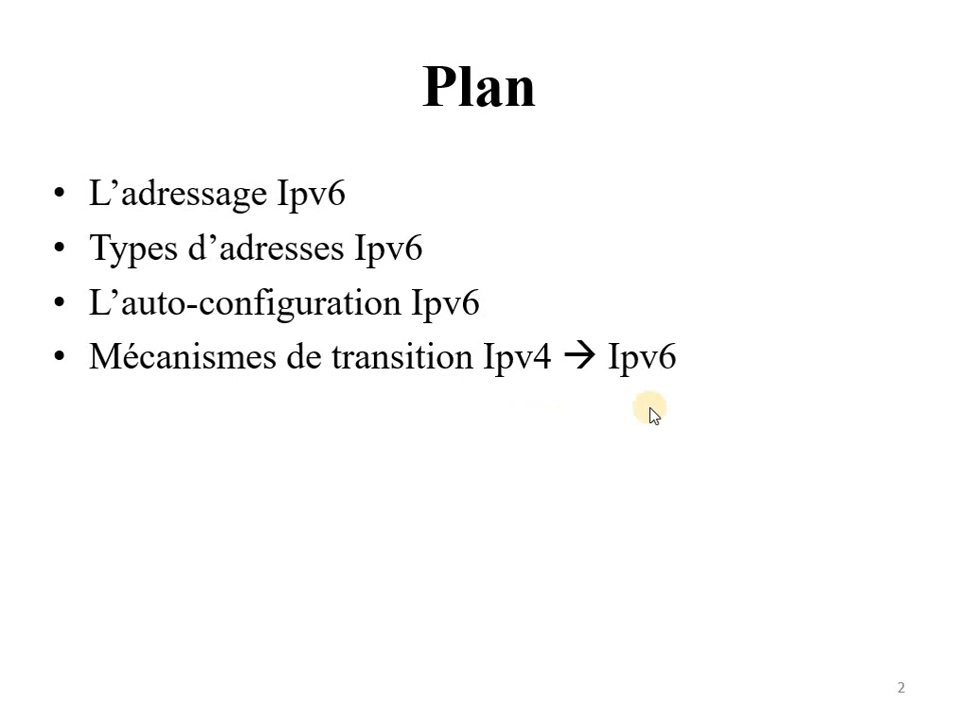 Plan
• L’adressage Ipv6
• Types d’adresses Ipv6
• L’auto-configuration Ipv6
• Mécanismes de transition Ipv4 → Ipv6
2